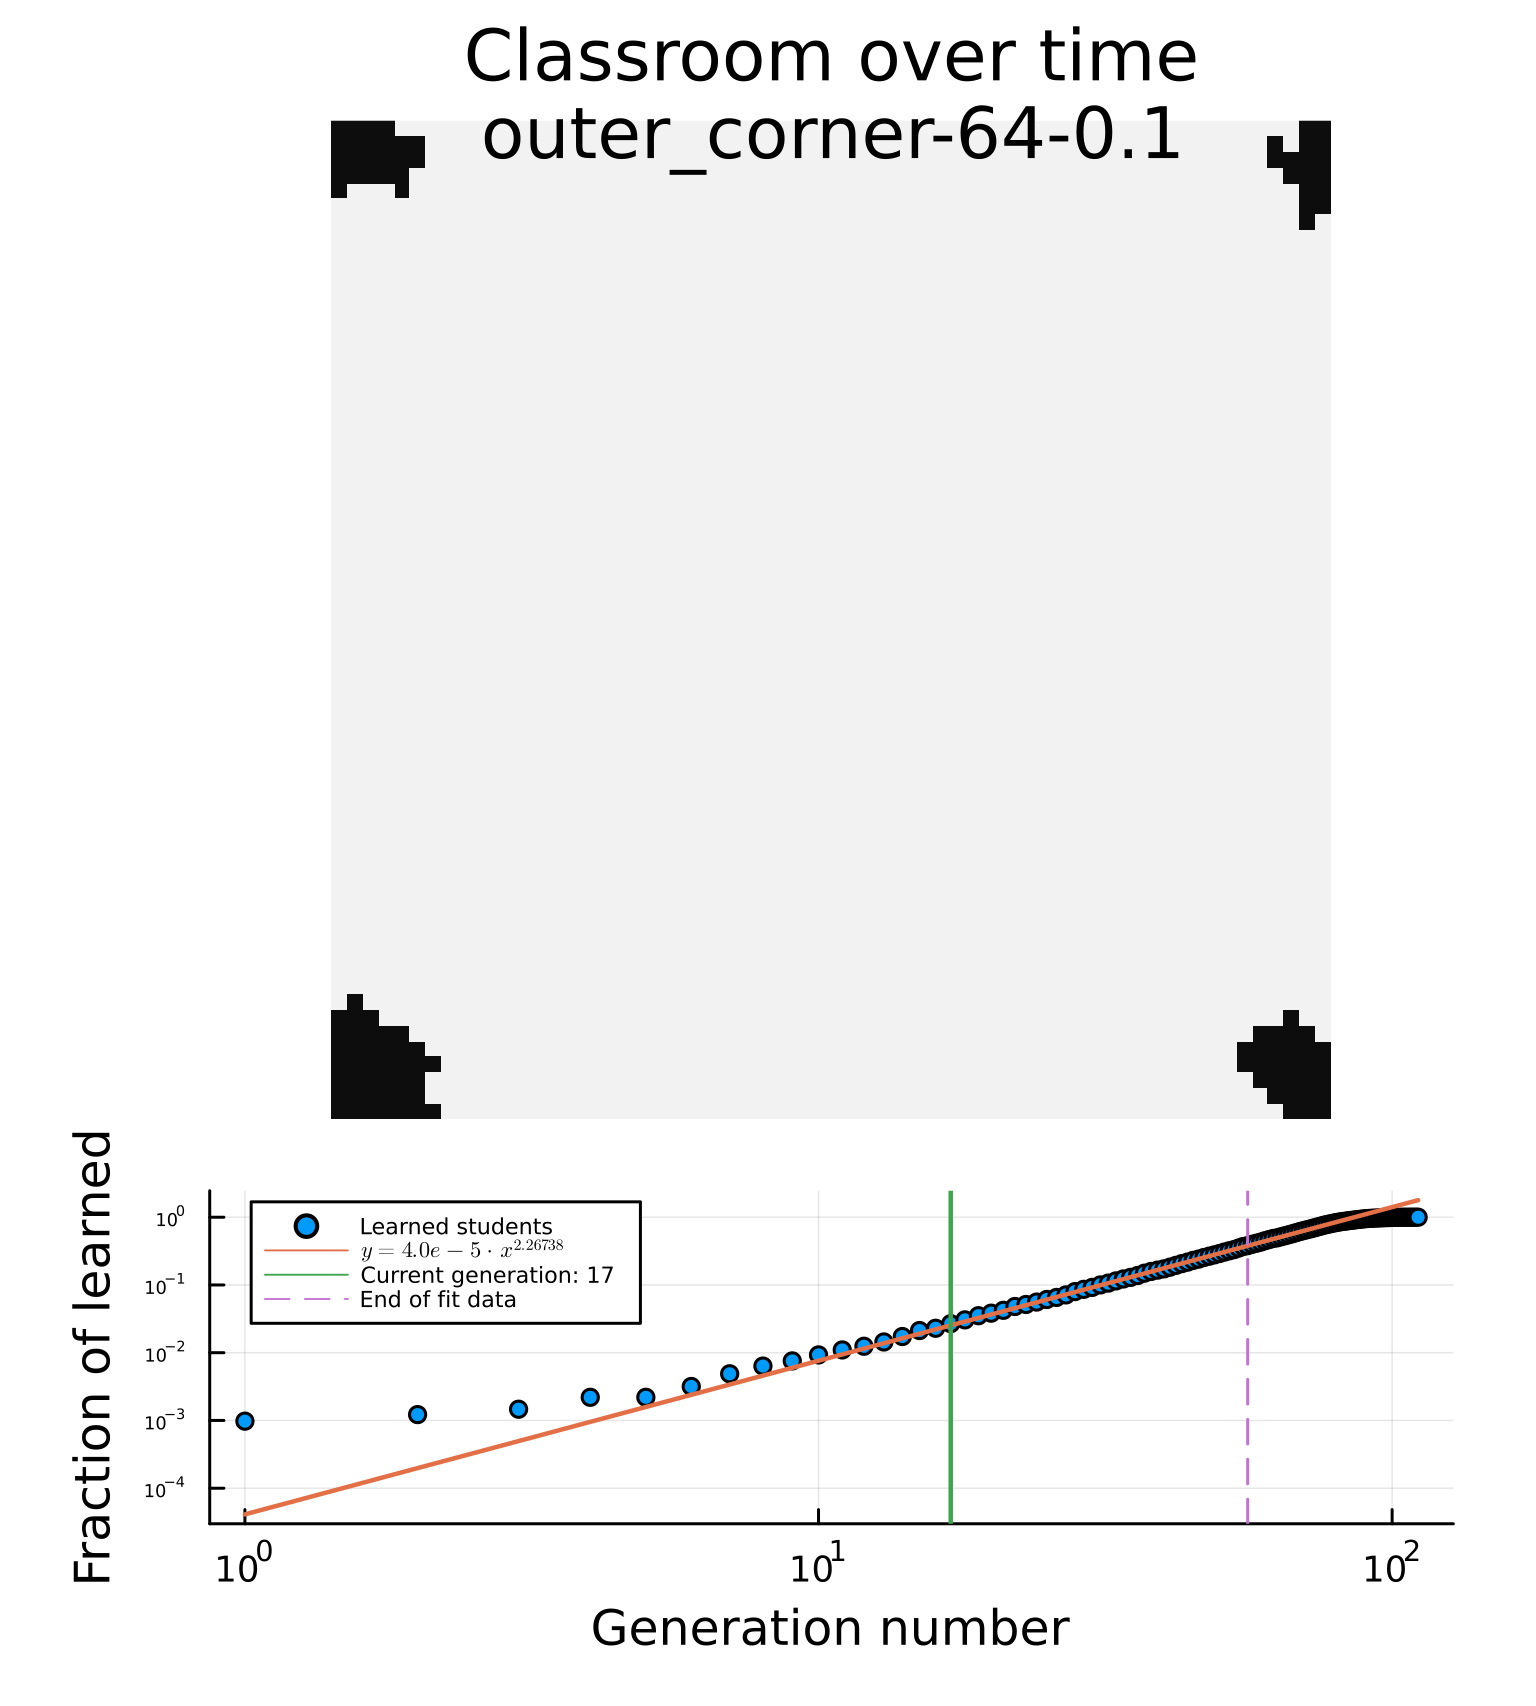 Classroom over time
outer_corner-64-0.1
Fraction of learned
10^0
10^-1
10^-2
10^-3
10^-4
Learned students
y = 4.0e − 5 · x^2.26738
Current generation: 17
End of fit data
10^0
10^1
10^2
Generation number